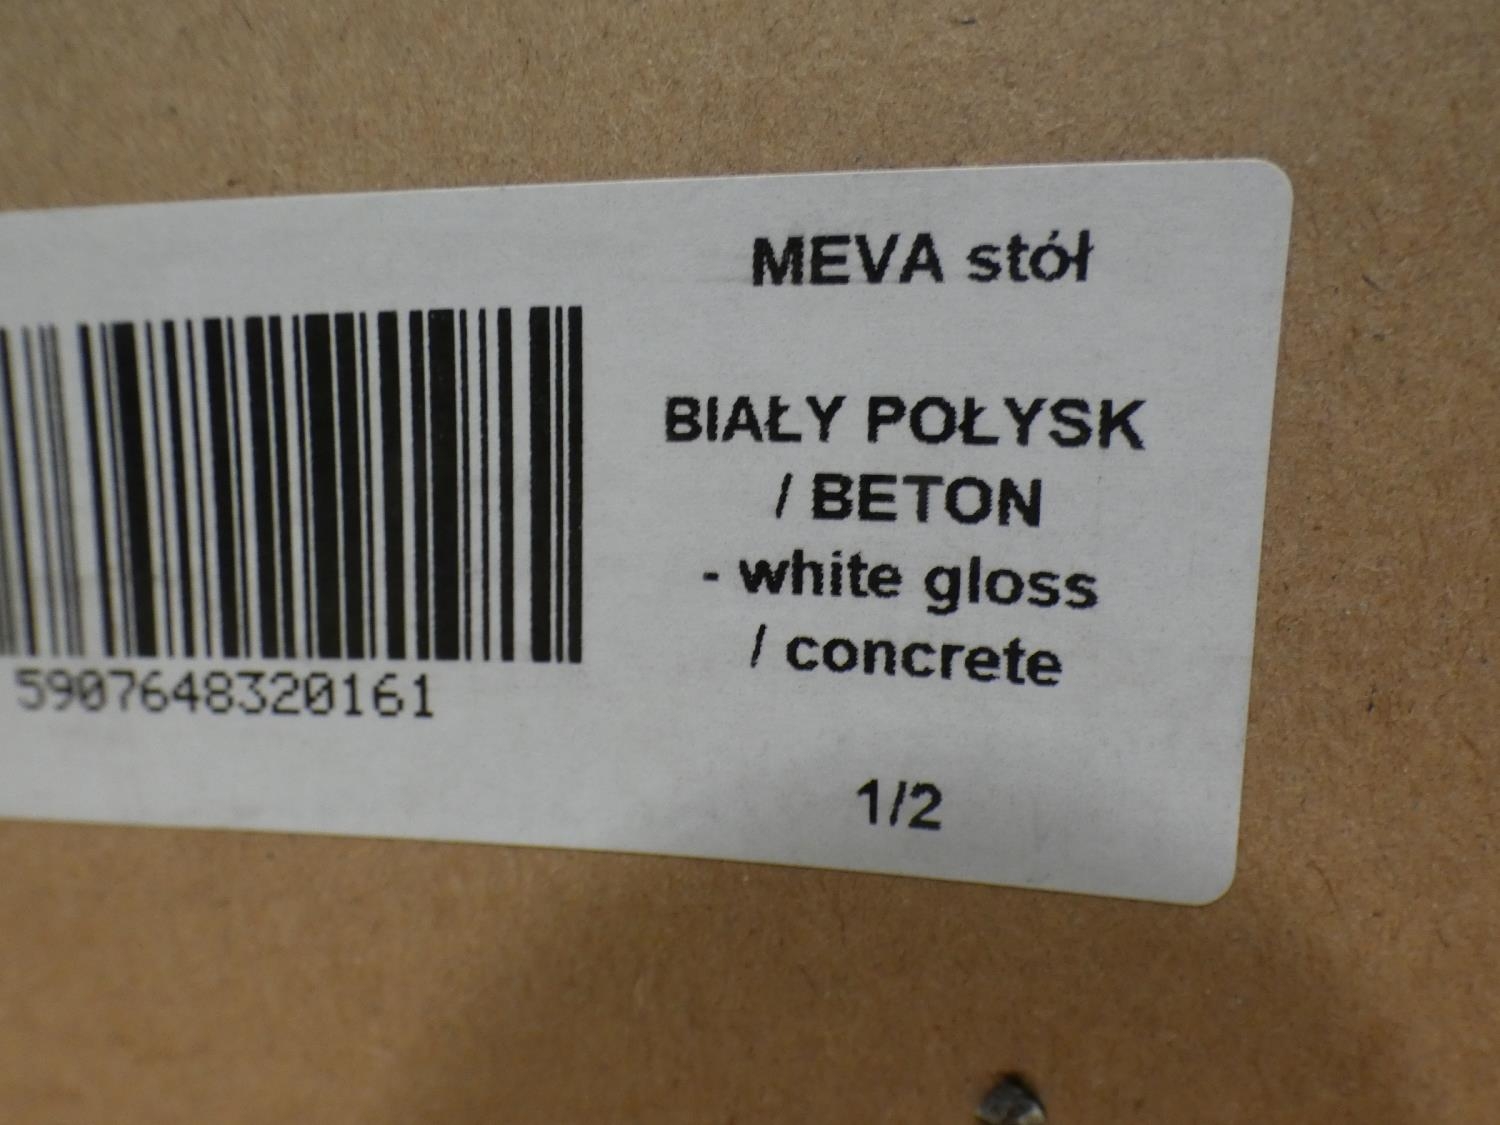 MEVA stół
BIAŁY POŁYSK
/ BETON
- white gloss
/ concrete
1/2
5907648320161